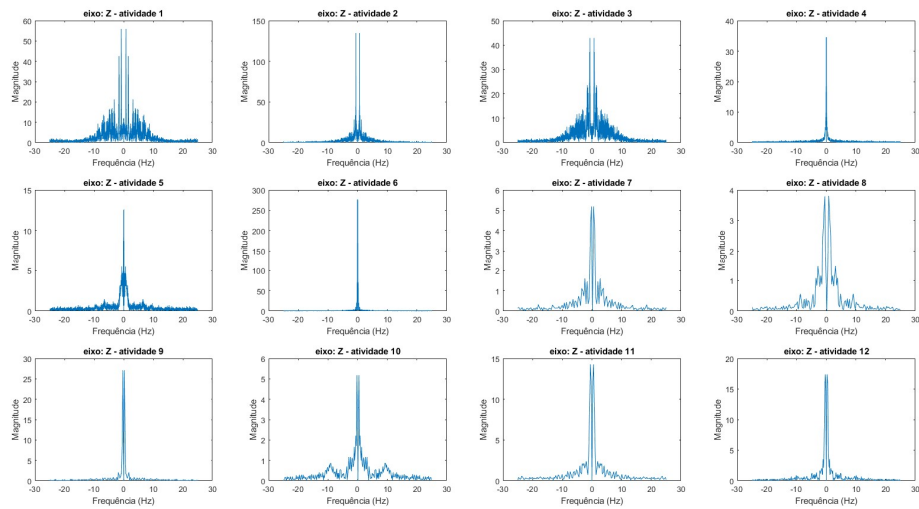 eixo: Z - atividade 1
Magnitude
60
50
40
30
20
10
0
-30 -20 -10 0 10 20 30
Frequência (Hz)
eixo: Z - atividade 2
Magnitude
150
100
50
0
-30 -20 -10 0 10 20 30
Frequência (Hz)
eixo: Z - atividade 3
Magnitude
50
40
30
20
10
0
-30 -20 -10 0 10 20 30
Frequência (Hz)
eixo: Z - atividade 4
Magnitude
40
30
20
10
0
-30 -20 -10 0 10 20 30
Frequência (Hz)
eixo: Z - atividade 5
Magnitude
15
10
5
0
-30 -20 -10 0 10 20 30
Frequência (Hz)
eixo: Z - atividade 6
Magnitude
300
250
200
150
100
50
0
-30 -20 -10 0 10 20 30
Frequência (Hz)
eixo: Z - atividade 7
Magnitude
6
5
4
3
2
1
0
-30 -20 -10 0 10 20 30
Frequência (Hz)
eixo: Z - atividade 8
Magnitude
4
3
2
1
0
-30 -20 -10 0 10 20 30
Frequência (Hz)
eixo: Z - atividade 9
Magnitude
30
25
20
15
10
5
0
-30 -20 -10 0 10 20 30
Frequência (Hz)
eixo: Z - atividade 10
Magnitude
6
5
4
3
2
1
0
-30 -20 -10 0 10 20 30
Frequência (Hz)
eixo: Z - atividade 11
Magnitude
15
10
5
0
-30 -20 -10 0 10 20 30
Frequência (Hz)
eixo: Z - atividade 12
Magnitude
20
15
10
5
0
-30 -20 -10 0 10 20 30
Frequência (Hz)